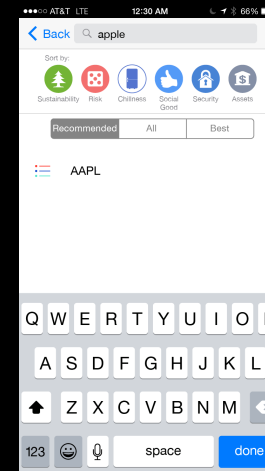 AT&T LTE 12:30 AM 66%
Back apple
Sort by:
Sustainability Risk Chillness Social Good Security Assets
$
Recommended All Best
AAPL
Q W E R T Y U I O
A S D F G H J K L
Z X C V B N M
123 space done